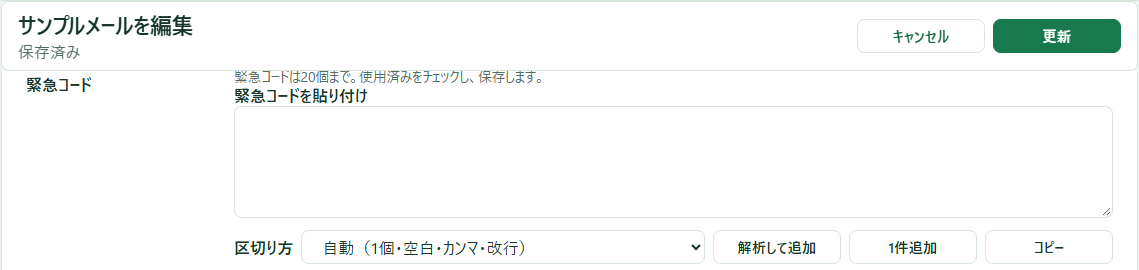 サンプルメールを編集
保存済み
キャンセル
更新
緊急コード
緊急コードは20個まで。使用済みをチェックし、保存します。
緊急コードを貼り付け
区切り方
自動（1個・空白・カンマ・改行）
解析して追加
1件追加
コピー